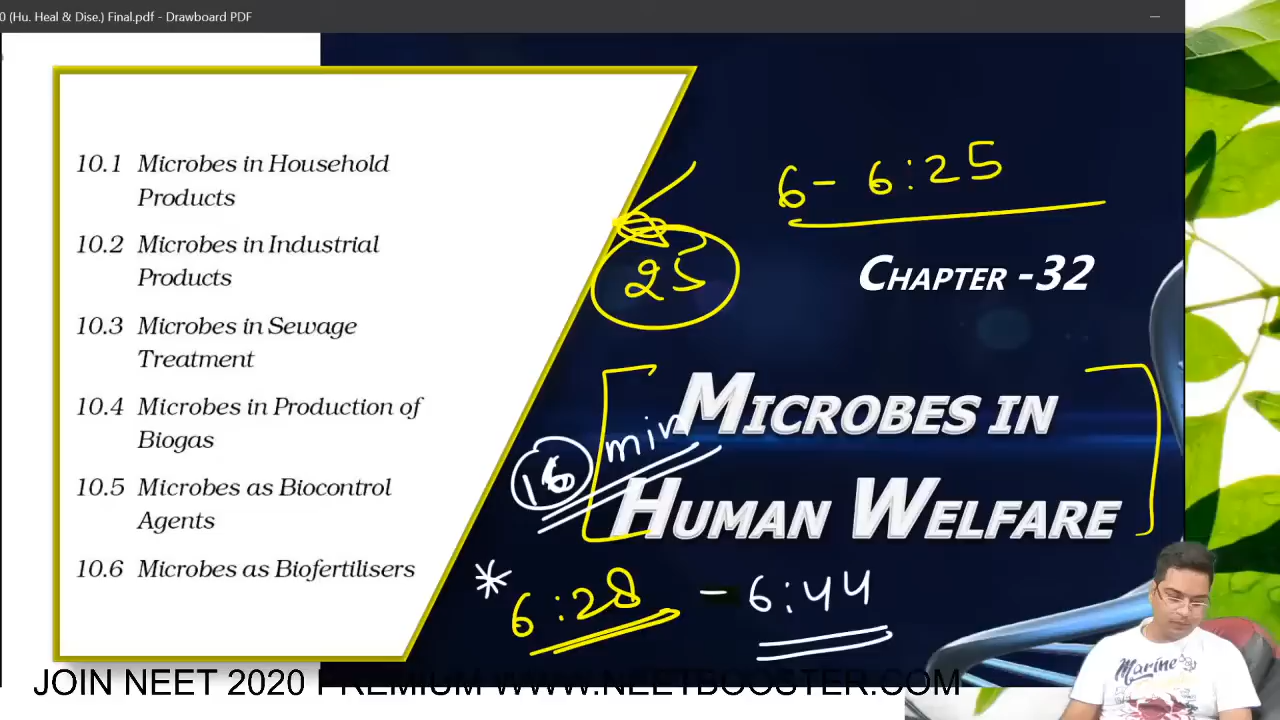 0 (Hu. Heal & Dise.) Final.pdf - Drawboard PDF
10.1 Microbes in Household
Products
10.2 Microbes in Industrial
Products
10.3 Microbes in Sewage
Treatment
10.4 Microbes in Production of
Biogas
10.5 Microbes as Biocontrol
Agents
10.6 Microbes as Biofertilisers
6 - 6:25
25
CHAPTER -32
MICROBES IN
HUMAN WELFARE
16 min
* 6:28 - 6:44
Marine
JOIN NEET 2020 PREMIUM WWW.NEETBOOSTER.COM